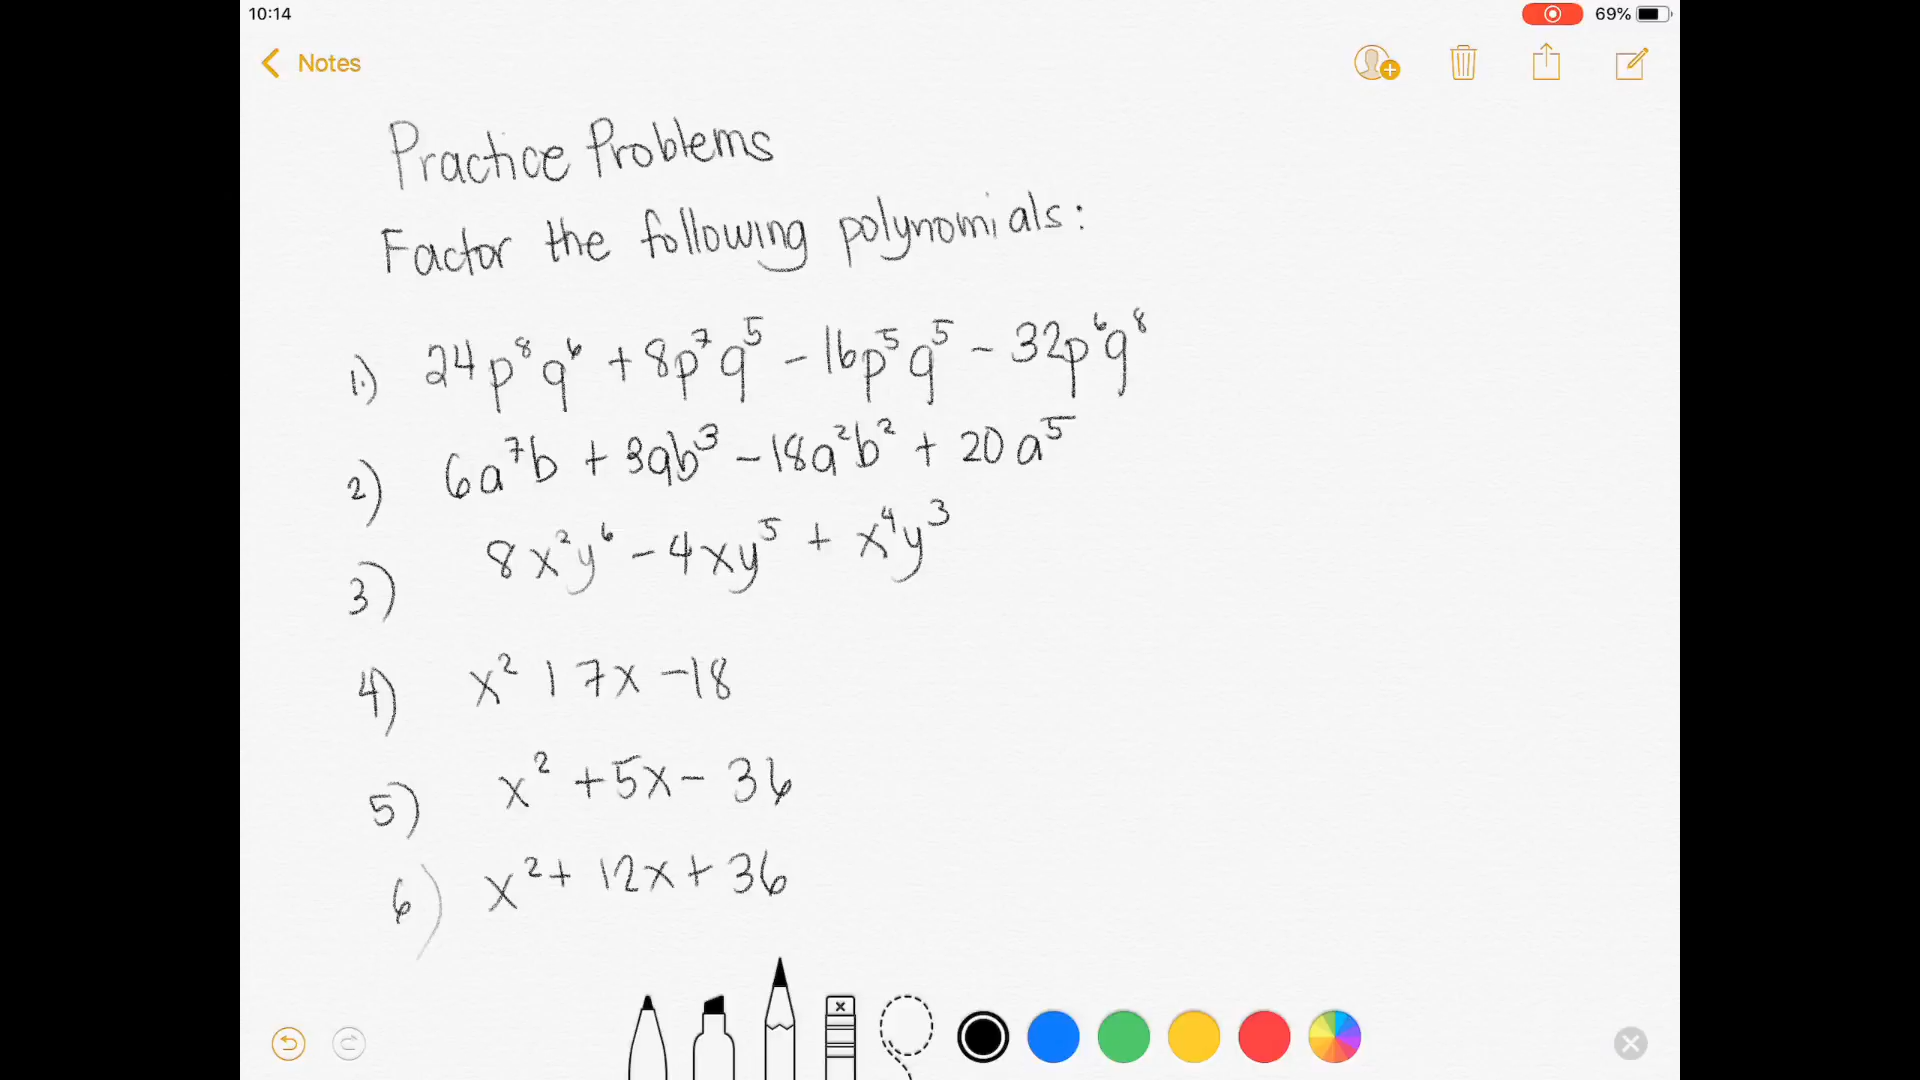 10:14
69%
Notes
Practice Problems
Factor the following polynomials:
1.) 24p⁸q⁶ + 8p⁷q⁵ - 16p⁵q⁵ - 32p⁶q⁸
2) 6a⁷b + 3ab³ - 18a²b² + 20a⁵
3) 8x²y⁶ - 4xy⁵ + x⁴y³
4) x² 17x - 18
5) x² + 5x - 36
6) x² + 12x + 36